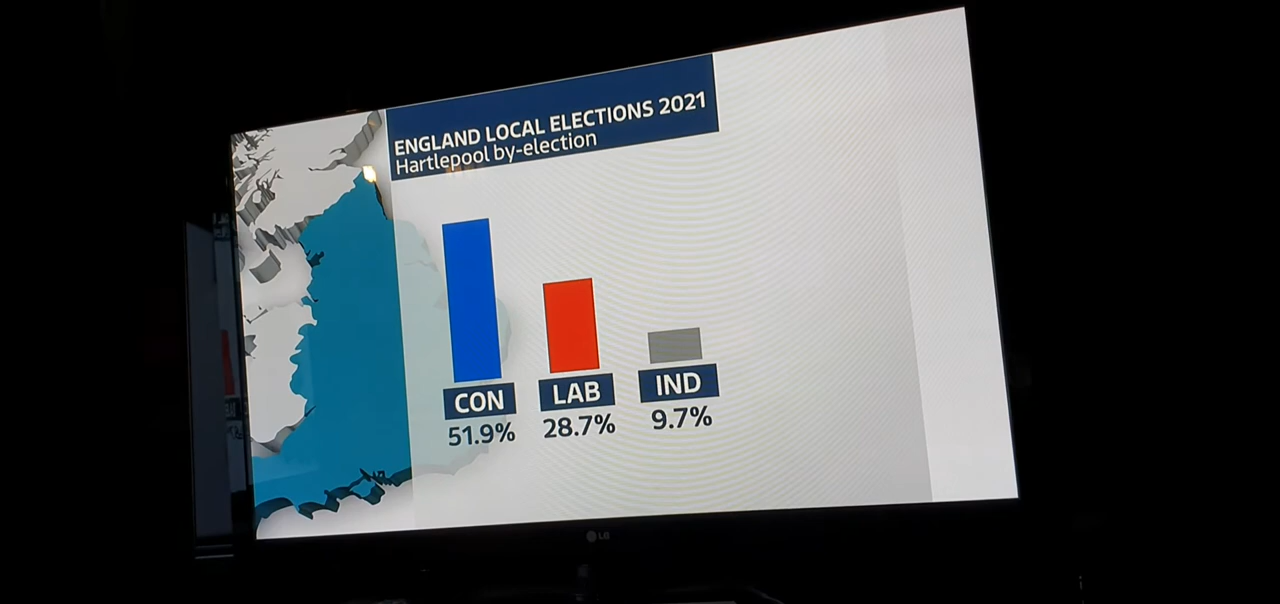 ENGLAND LOCAL ELECTIONS 2021
Hartlepool by-election
CON LAB IND
51.9% 28.7% 9.7%
LG